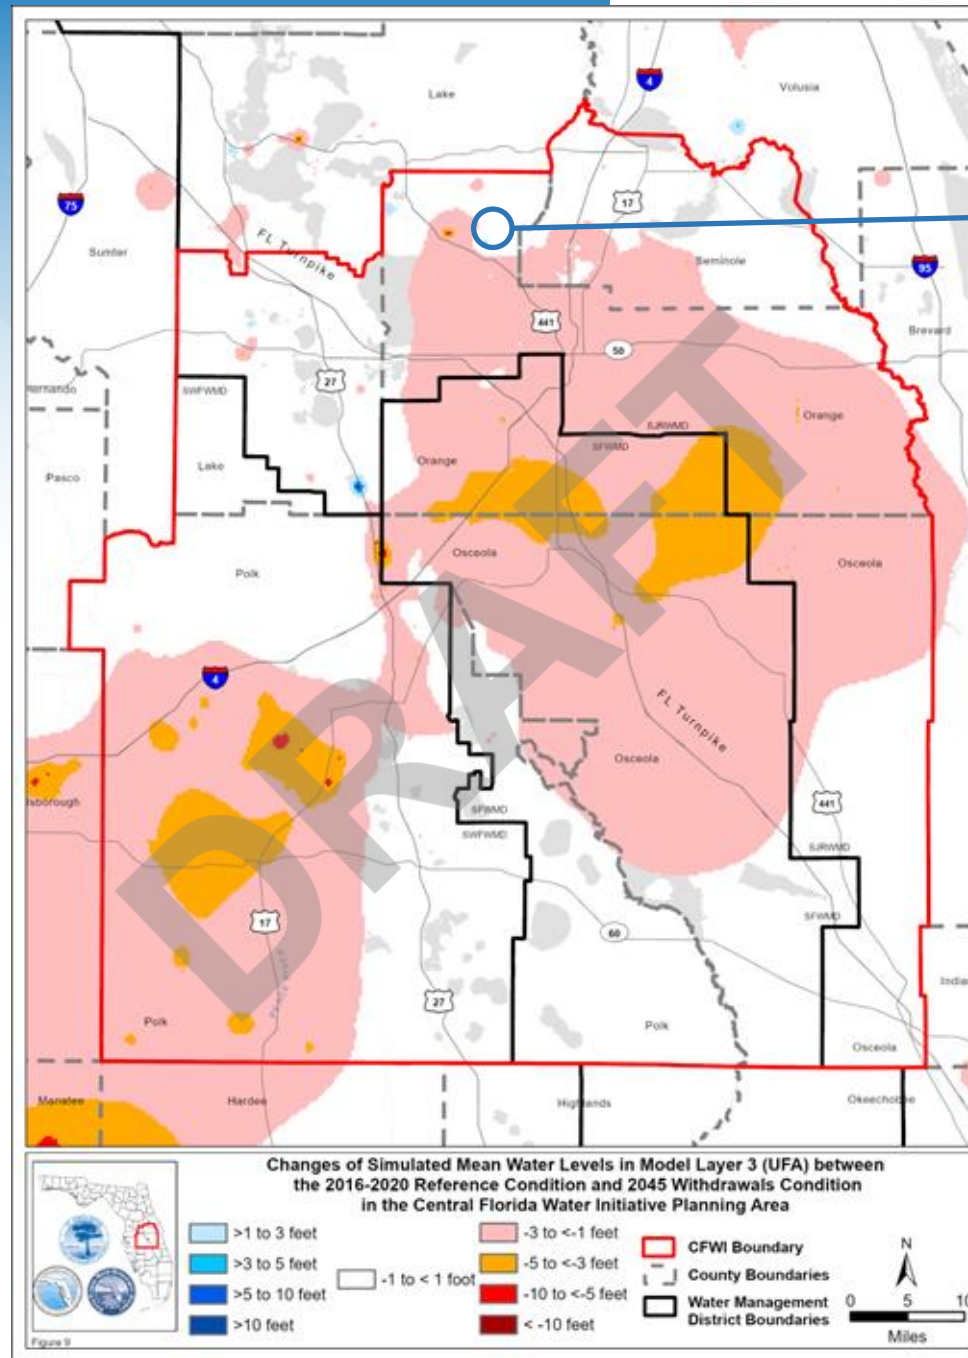 Lake
4
Volusia
75
17
Sumter
FL Turnpike
Seminole
95
441
Brevard
50
27
ernando
SWFWMD
Orange
SJRWMD
SFWMD
Orange
Lake
Pasco
Osceola
Osceola
Polk
4
FL Turnpike
Osceola
lsborough
441
SFWMD
SWFWMD
SJRWMD
17
SFWMD
60
27
India
Polk
Polk
Osceola
Manatee
Hardee
Highlands
Okeechobee
DRAFT
Changes of Simulated Mean Water Levels in Model Layer 3 (UFA) between
the 2016-2020 Reference Condition and 2045 Withdrawals Condition
in the Central Florida Water Initiative Planning Area
>1 to 3 feet
>3 to 5 feet
>5 to 10 feet
>10 feet
-1 to < 1 foot
-3 to <-1 feet
-5 to <-3 feet
-10 to <-5 feet
< -10 feet
CFWI Boundary
County Boundaries
Water Management
District Boundaries
N
0 5 10
Miles
Figure 9